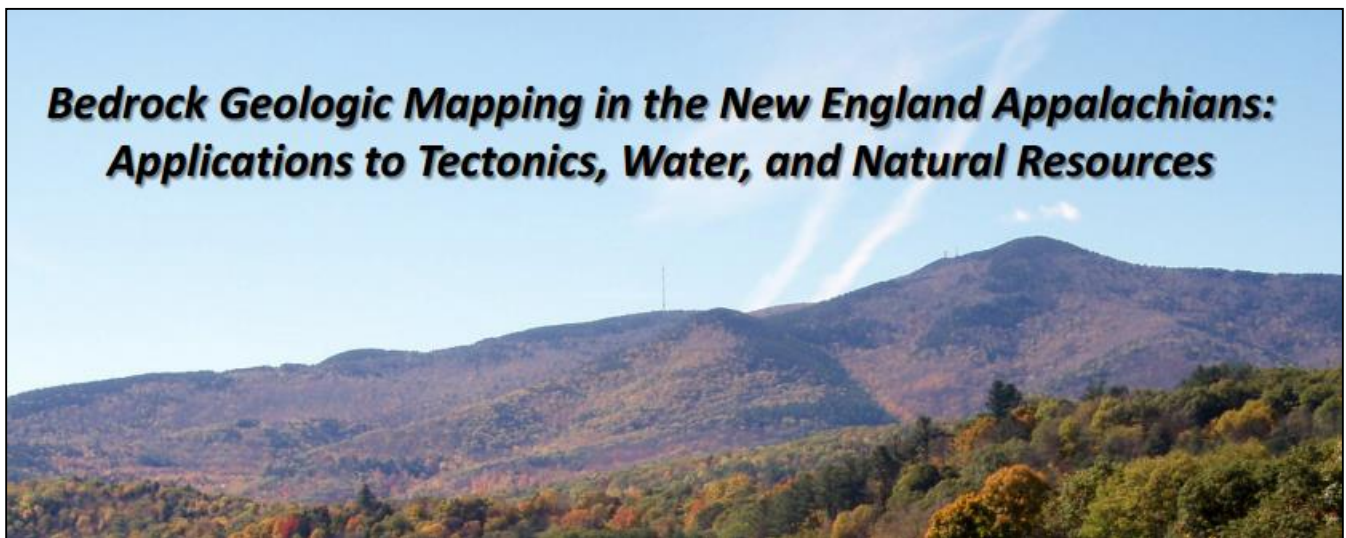 Bedrock Geologic Mapping in the New England Appalachians:
Applications to Tectonics, Water, and Natural Resources